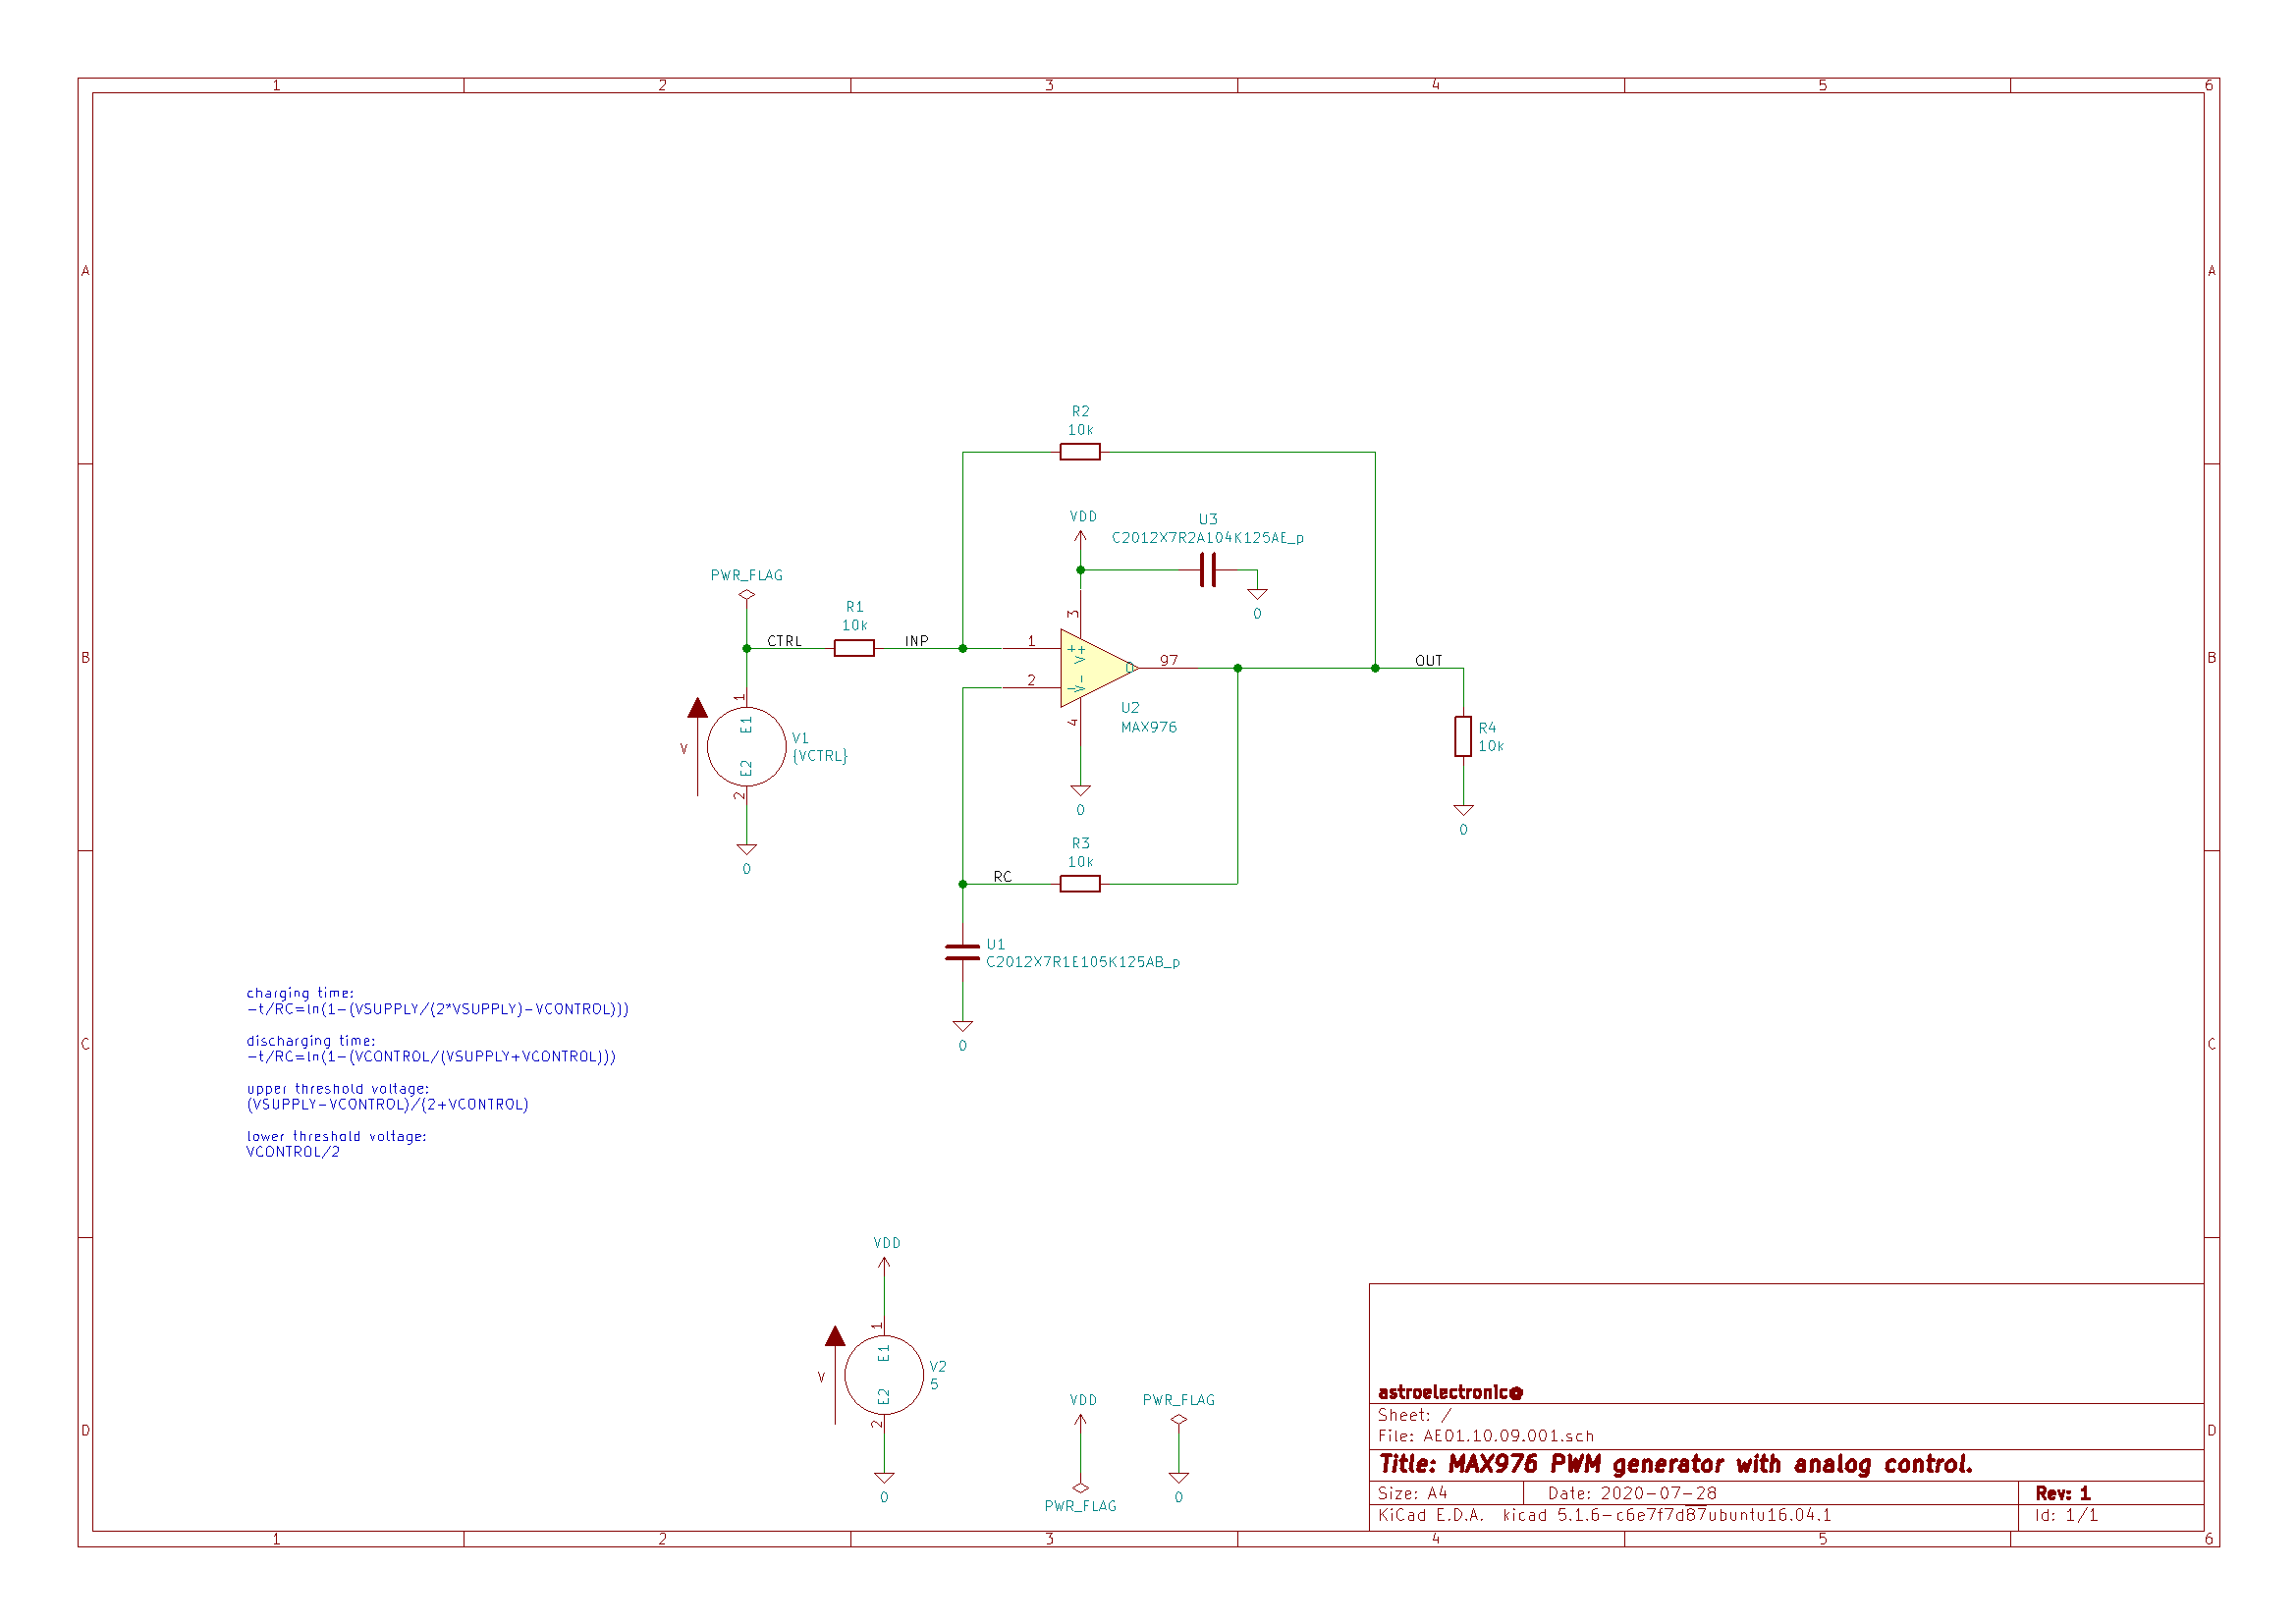 1 2 3 4 5 6
A A
B B
C C
D D
R2
10k
VDD
U3
C2012X7R2A104K125AE_p
0
PWR_FLAG
R1
10k
CTRL
INP
3
1
2
+
-
V+
V-
O
97
OUT
4
U2
MAX976
0
1
E1
E2
2
V
V1
{VCTRL}
0
R4
10k
0
R3
10k
RC
U1
C2012X7R1E105K125AB_p
0
charging time:
-t/RC=ln(1-(VSUPPLY/(2*VSUPPLY)-VCONTROL)))
discharging time:
-t/RC=ln(1-(VCONTROL/(VSUPPLY+VCONTROL)))
upper threshold voltage:
(VSUPPLY-VCONTROL)/(2+VCONTROL)
lower threshold voltage:
VCONTROL/2
VDD
1
E1
E2
2
V
V2
5
0
VDD
PWR_FLAG
PWR_FLAG
0
astroelectronic@
Sheet: /
File: AE01.10.09.001.sch
Title: MAX976 PWM generator with analog control.
Size: A4 Date: 2020-07-28 Rev: 1
KiCad E.D.A. kicad 5.1.6-c6e7f7d87ubuntu16.04.1 Id: 1/1
1 2 3 4 5 6